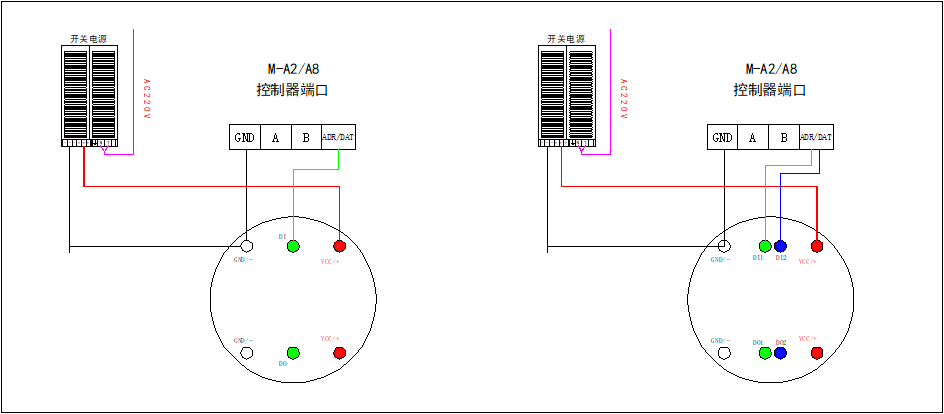 开关电源
AC220V
M-A2/A8
控制器端口
GND A B ADR/DAT
DI
GND/- VCC/+
GND/- VCC/+
DO
开关电源
AC220V
M-A2/A8
控制器端口
GND A B ADR/DAT
GND/- DI1 DI2 VCC/+
GND/- DO1 DO2 VCC/+